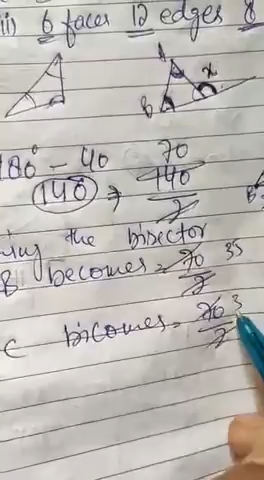 ii) 6 faces 12 edges 8
A
x
B
180° - 40
140 ⇒ 140/2 70
the bisector
B becomes = 70/2 35
C bicomes = 70/2 3